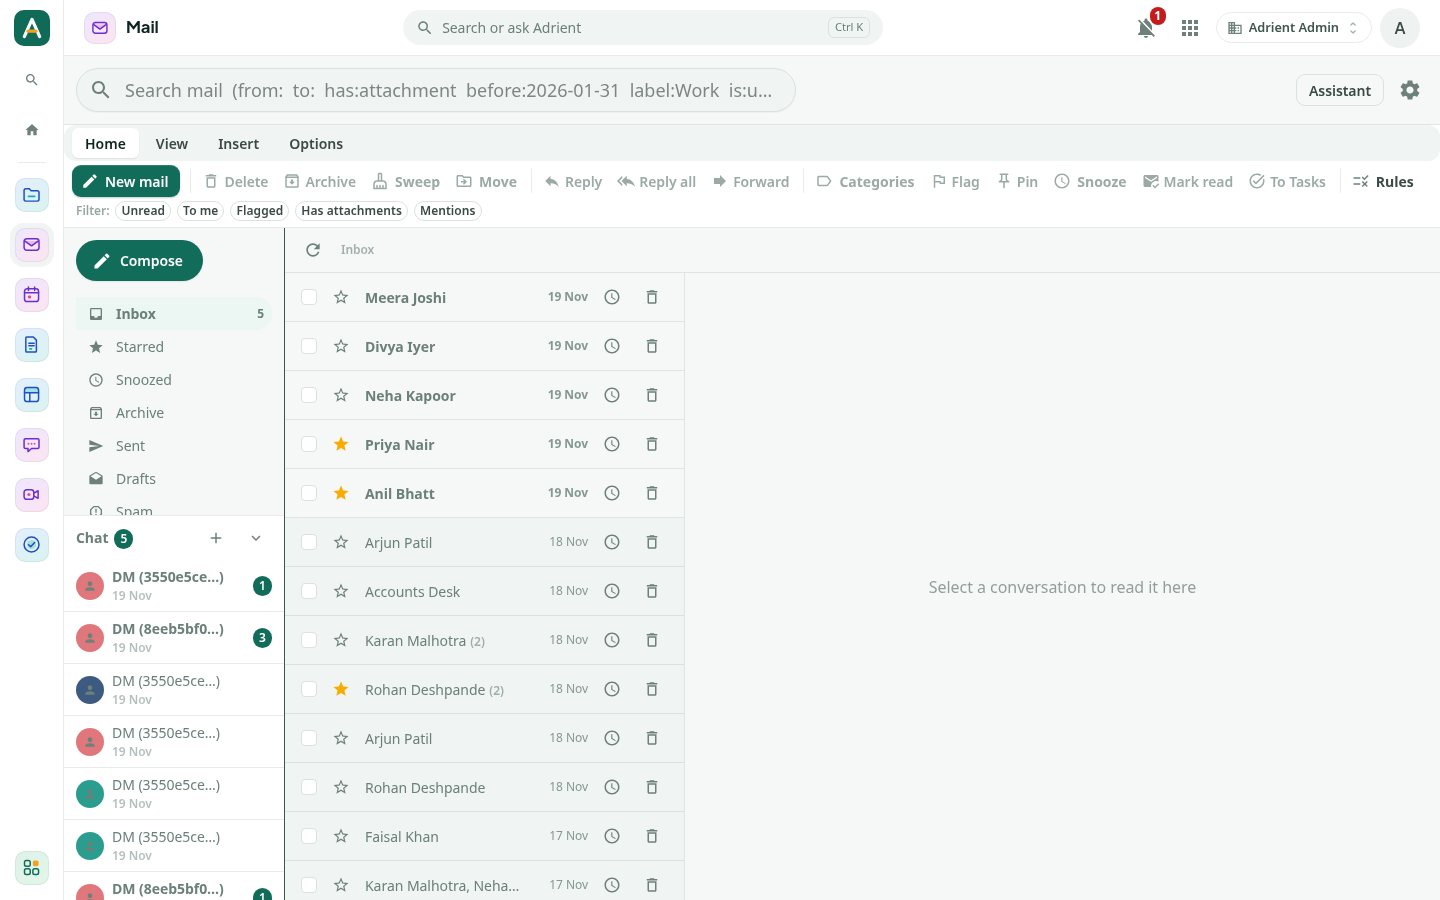 Mail
Search or ask Adrient
Ctrl K
1
Adrient Admin
A
Search mail (from: to: has:attachment before:2026-01-31 label:Work is:u...
Assistant
Home View Insert Options
New mail Delete Archive Sweep Move Reply Reply all Forward Categories Flag Pin Snooze Mark read To Tasks Rules
Filter: Unread To me Flagged Has attachments Mentions
Compose
Inbox 5
Starred
Snoozed
Archive
Sent
Drafts
Spam
Chat 5
DM (3550e5ce...) 1
19 Nov
DM (8eeb5bf0...) 3
19 Nov
DM (3550e5ce...)
19 Nov
DM (3550e5ce...)
19 Nov
DM (3550e5ce...)
19 Nov
DM (3550e5ce...)
19 Nov
DM (8eeb5bf0...) 1
Inbox
Meera Joshi 19 Nov
Divya Iyer 19 Nov
Neha Kapoor 19 Nov
Priya Nair 19 Nov
Anil Bhatt 19 Nov
Arjun Patil 18 Nov
Accounts Desk 18 Nov
Karan Malhotra (2) 18 Nov
Rohan Deshpande (2) 18 Nov
Arjun Patil 18 Nov
Rohan Deshpande 18 Nov
Faisal Khan 17 Nov
Karan Malhotra, Neha... 17 Nov
Select a conversation to read it here